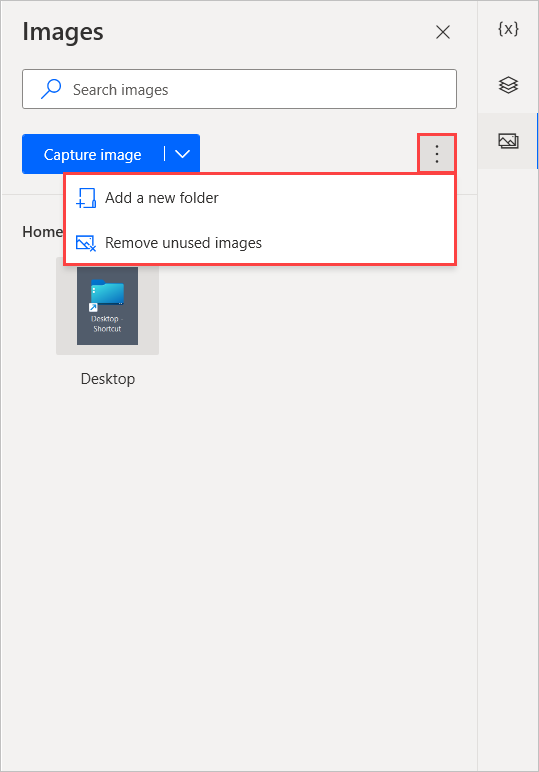 Images
{x}
Search images
Capture image
Add a new folder
Home
Remove unused images
Desktop -
Shortcut
Desktop